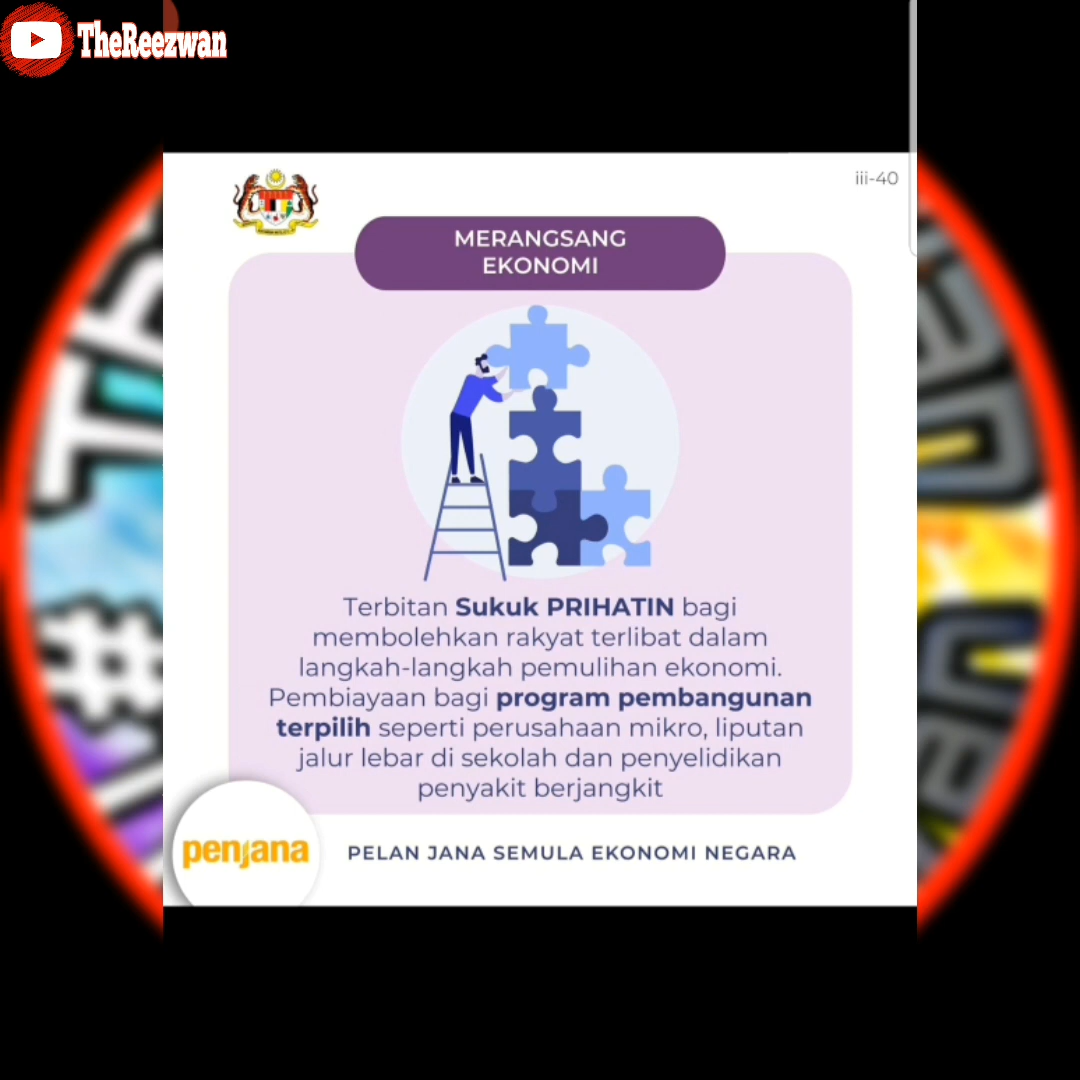 TheReezwan
iii-40
MERANGSANG
EKONOMI
Terbitan Sukuk PRIHATIN bagi
membolehkan rakyat terlibat dalam
langkah-langkah pemulihan ekonomi.
Pembiayaan bagi program pembangunan
terpilih seperti perusahaan mikro, liputan
jalur lebar di sekolah dan penyelidikan
penyakit berjangkit
penjana
PELAN JANA SEMULA EKONOMI NEGARA